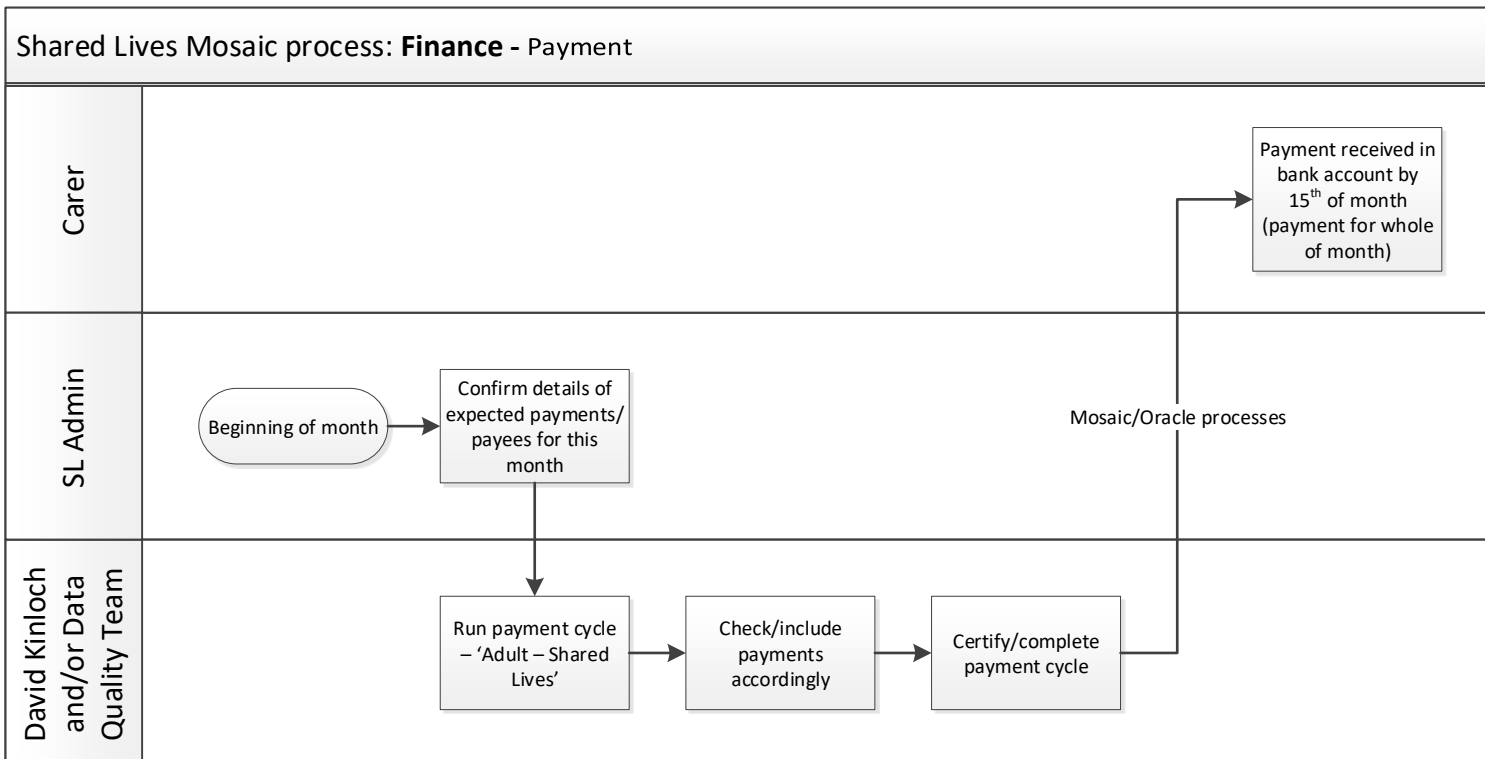 Shared Lives Mosaic process: Finance - Payment
Carer
Payment received in
bank account by
15th of month
(payment for whole
of month)
SL Admin
Beginning of month
Confirm details of
expected payments/
payees for this
month
Mosaic/Oracle processes
David Kinloch
and/or Data
Quality Team
Run payment cycle
– ‘Adult – Shared
Lives’
Check/include
payments
accordingly
Certify/complete
payment cycle